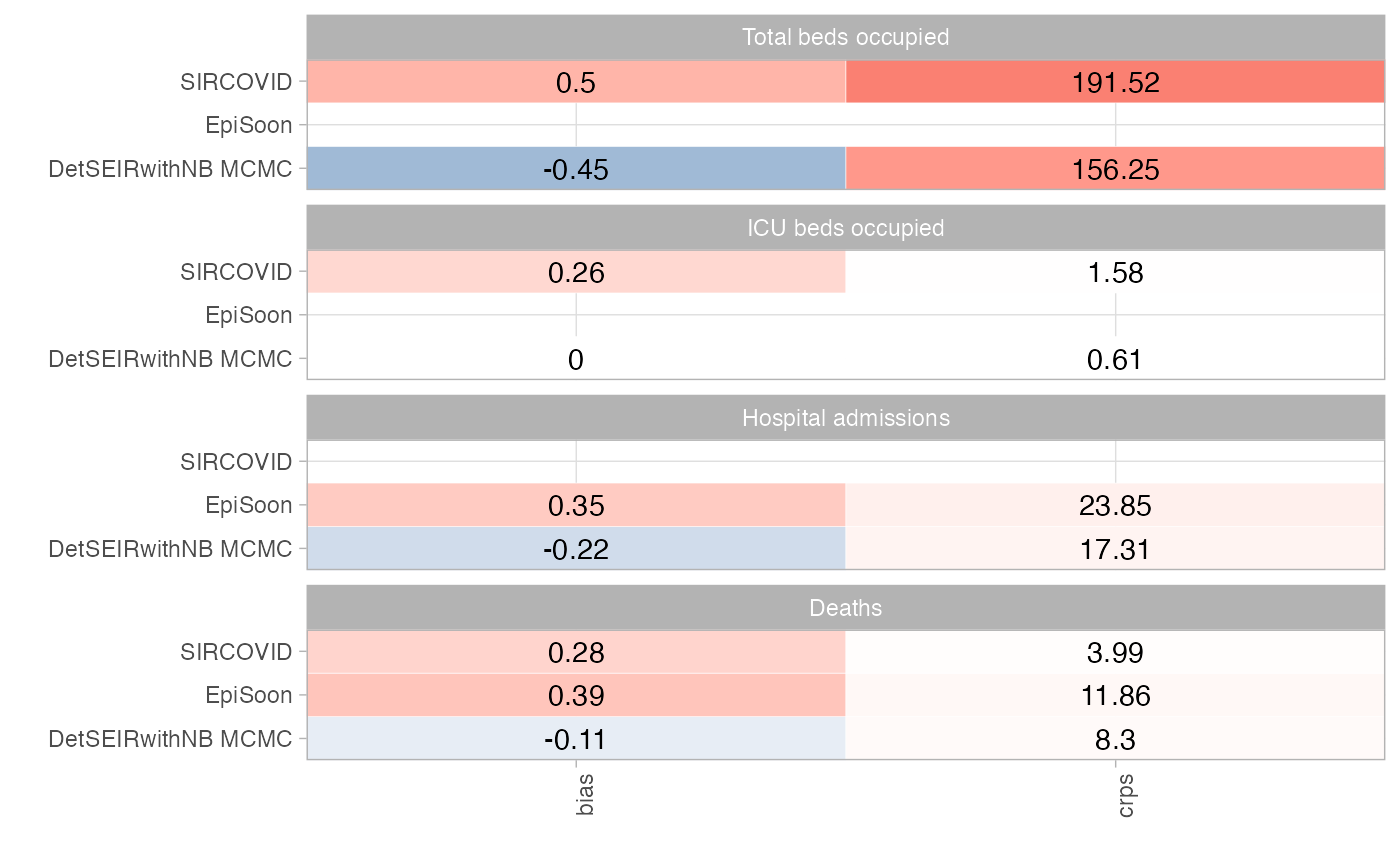 Total beds occupied
SIRCOVID 0.5 191.52
EpiSoon
DetSEIRwithNB MCMC -0.45 156.25
ICU beds occupied
SIRCOVID 0.26 1.58
EpiSoon
DetSEIRwithNB MCMC 0 0.61
Hospital admissions
SIRCOVID
EpiSoon 0.35 23.85
DetSEIRwithNB MCMC -0.22 17.31
Deaths
SIRCOVID 0.28 3.99
EpiSoon 0.39 11.86
DetSEIRwithNB MCMC -0.11 8.3
bias crps